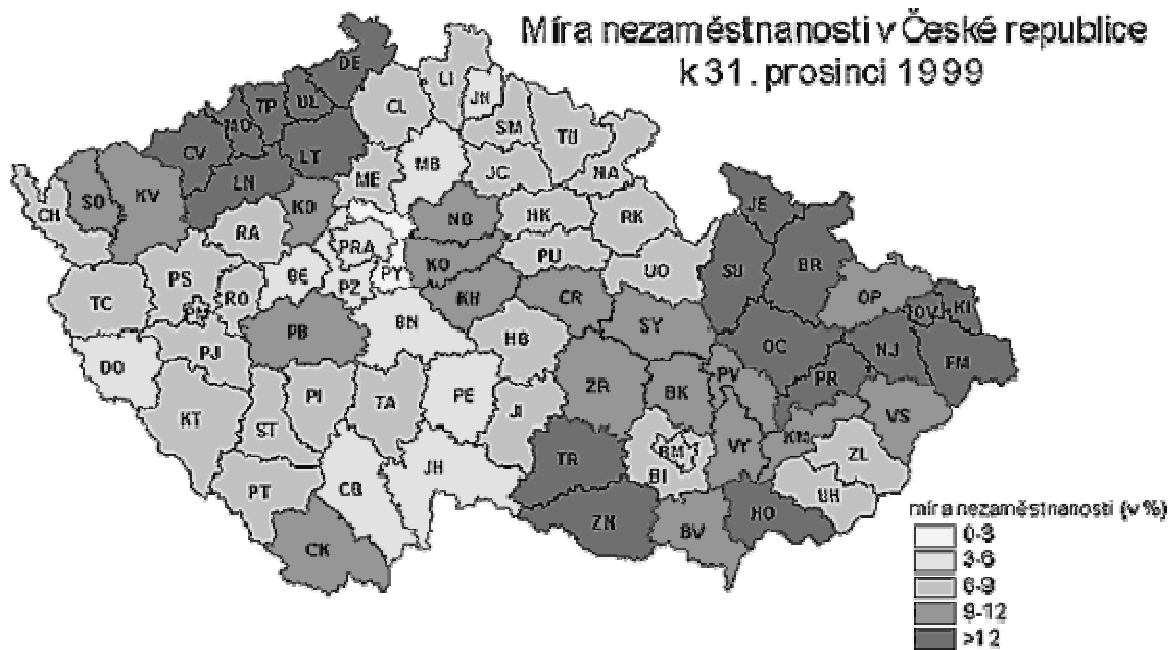 Míra nezaměstnanosti v České republice
k 31. prosinci 1999
DE
LI
JN
TP
UL
CL
MO
SM
TU
CV
LT
MB
NA
ME
JC
LN
SO
KV
CH
KD
NB
HK
RK
JE
RA
PRA
KO
PU
UO
SU
BR
PS
BE
PZ
PY
KH
CR
OP
TC
RO
PM
PB
BN
SY
OV
KI
HB
OC
NJ
FM
DO
PJ
PV
PR
ZR
BK
KT
ST
PI
TA
PE
JI
VS
KM
VY
ZL
TR
BM
BI
PT
CB
JH
UH
ZN
BV
HO
CK
míra nezaměstnanosti (v %)
0-3
3-6
6-9
9-12
>12